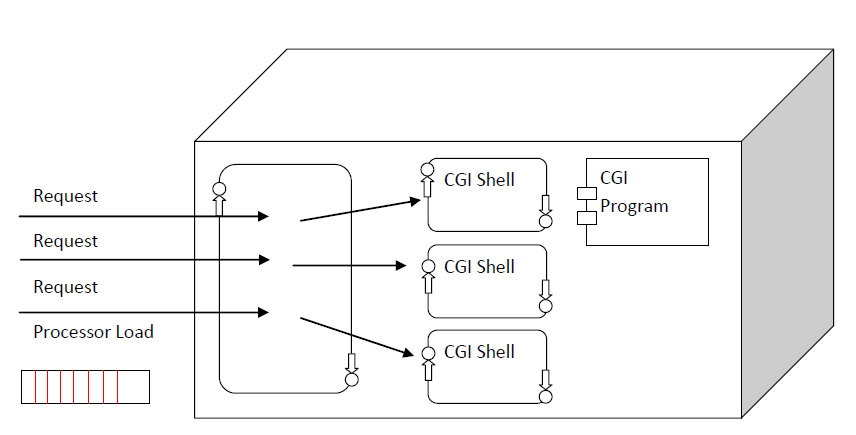 Request
Request
Request
Processor Load
CGI Shell
CGI Shell
CGI Shell
CGI
Program